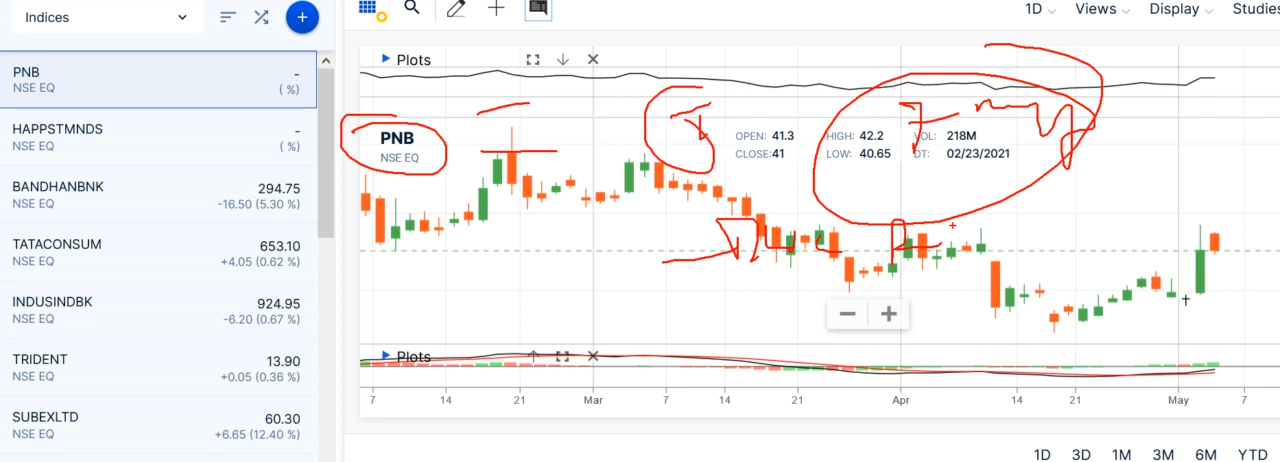 Indices
1D Views Display Studies
PNB -
NSE EQ ( %)
HAPPSTMNDS -
NSE EQ ( %)
BANDHANBNK 294.75
NSE EQ -16.50 (5.30 %)
TATACONSUM 653.10
NSE EQ +4.05 (0.62 %)
INDUSINDBK 924.95
NSE EQ -6.20 (0.67 %)
TRIDENT 13.90
NSE EQ +0.05 (0.36 %)
SUBEXLTD 60.30
NSE EQ +6.65 (12.40 %)
Plots
PNB
NSE EQ
OPEN: 41.3 HIGH: 42.2 VOL: 218M
CLOSE:41 LOW: 40.65 DT: 02/23/2021
Plots
7 14 21 Mar 7 14 21 Apr 14 21 May 7
1D 3D 1M 3M 6M YTD